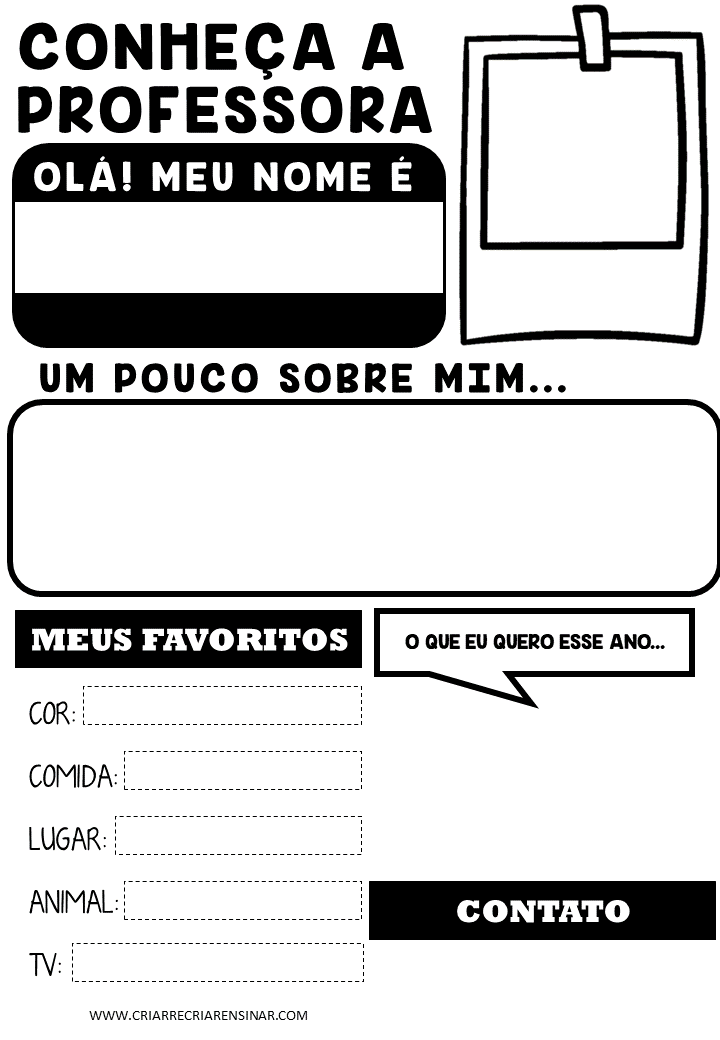 CONHEÇA A
PROFESSORA
OLÁ! MEU NOME É
UM POUCO SOBRE MIM...
MEUS FAVORITOS
O QUE EU QUERO ESSE ANO...
COR:
COMIDA:
LUGAR:
ANIMAL:
CONTATO
TV:
WWW.CRIARRECRIARENSINAR.COM